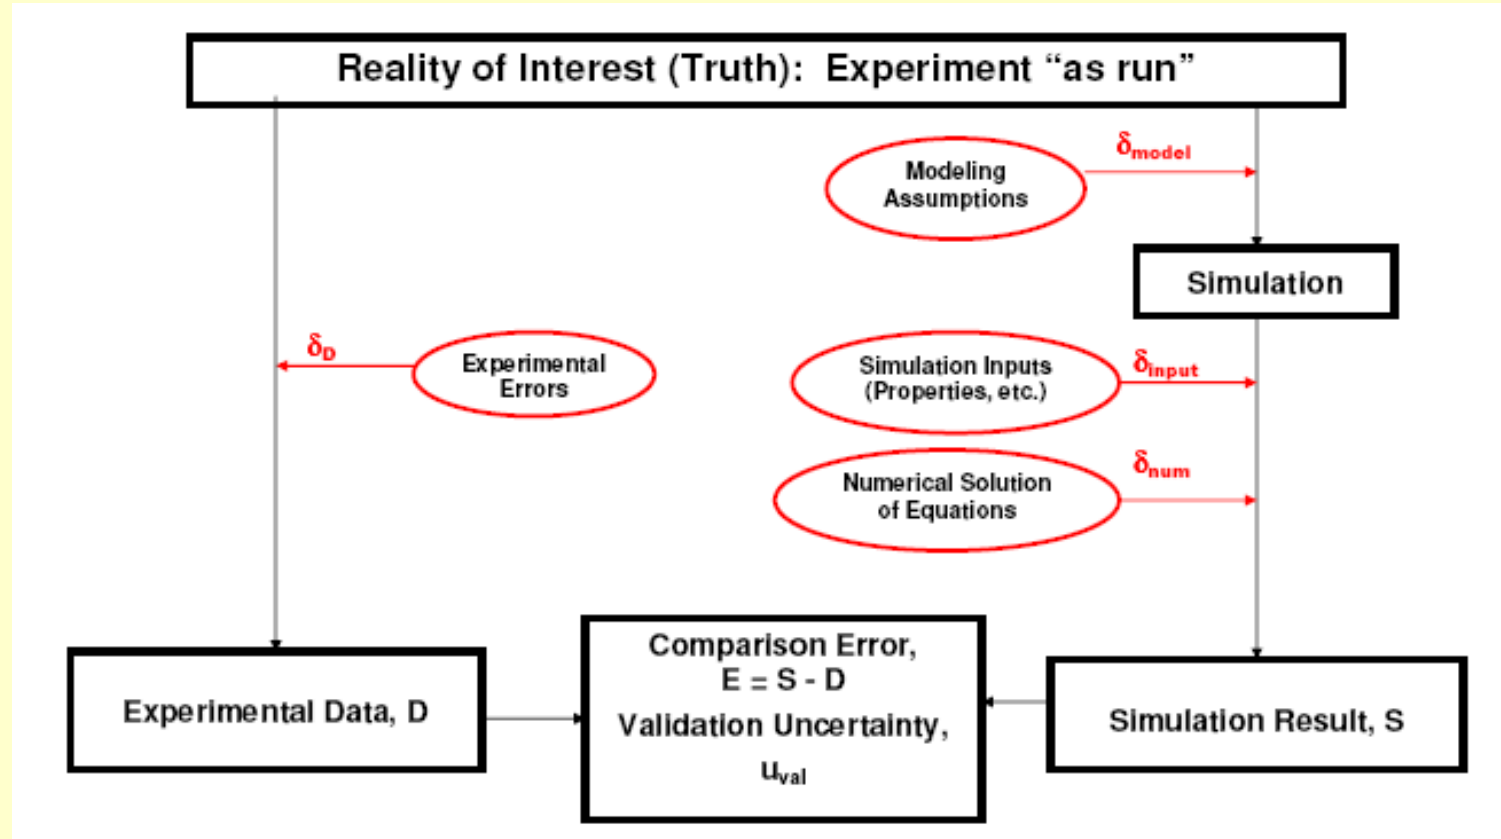 Reality of Interest (Truth): Experiment “as run”
δmodel
Modeling
Assumptions
Simulation
δD
Experimental
Errors
Simulation Inputs
(Properties, etc.)
δinput
Numerical Solution
of Equations
δnum
Experimental Data, D
Comparison Error,
E = S - D
Validation Uncertainty,
uval
Simulation Result, S